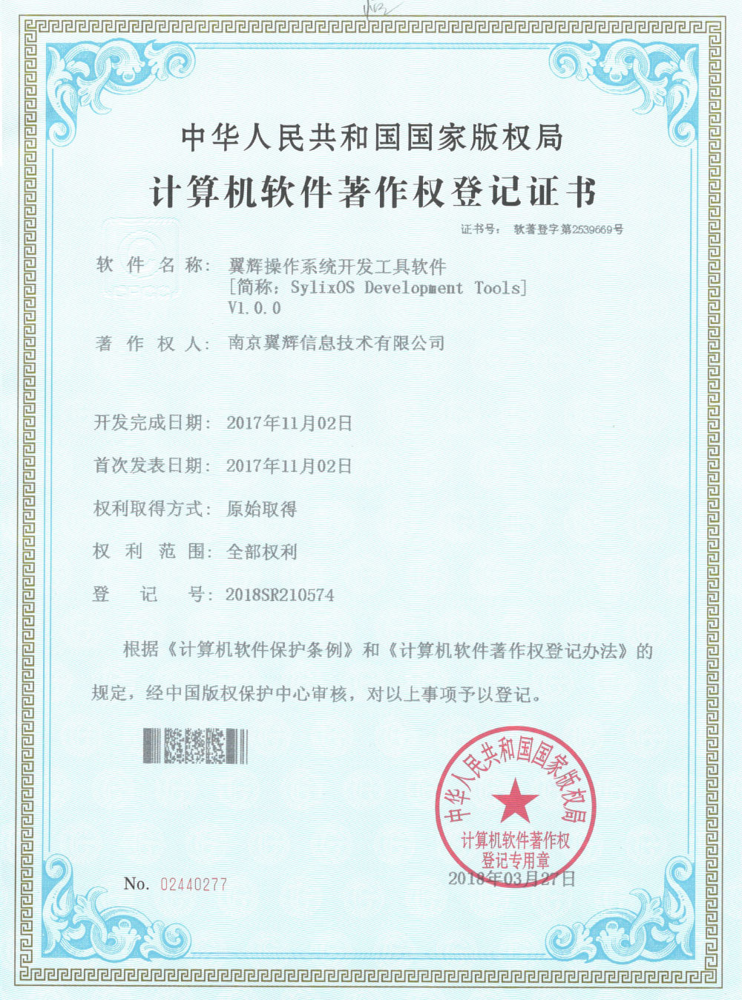 中华人民共和国国家版权局
计算机软件著作权登记证书
证书号： 软著登字第2539669号
软件名称： 翼辉操作系统开发工具软件
[简称：SylixOS Development Tools]
V1.0.0
著作权人： 南京翼辉信息技术有限公司
开发完成日期： 2017年11月02日
首次发表日期： 2017年11月02日
权利取得方式： 原始取得
权利范围： 全部权利
登记号： 2018SR210574
根据《计算机软件保护条例》和《计算机软件著作权登记办法》的
规定，经中国版权保护中心审核，对以上事项予以登记。
中华人民共和国国家版权局
计算机软件著作权
登记专用章
2018年03月27日
No. 02440277